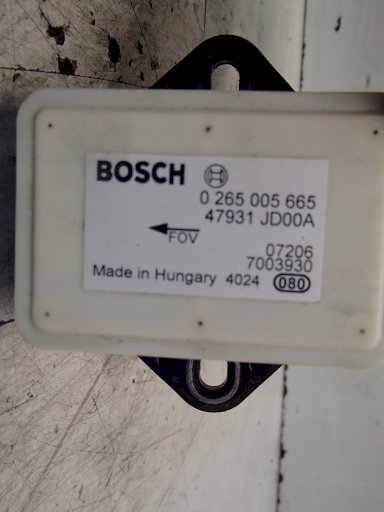 BOSCH
0 265 005 665
47931 JD00A
FOV
07206
7003930
Made in Hungary 4024 080